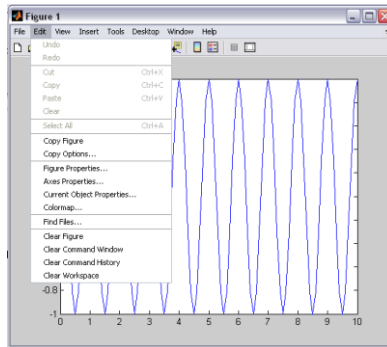 Figure 1
File Edit View Insert Tools Desktop Window Help
Undo
Redo
Cut Ctrl+X
Copy Ctrl+C
Paste Ctrl+V
Clear
Select All Ctrl+A
Copy Figure
Copy Options...
Figure Properties...
Axes Properties...
Current Object Properties...
Colormap...
Find Files...
Clear Figure
Clear Command Window
Clear Command History
Clear Workspace
-0.8
-1
0 1 2 3 4 5 6 7 8 9 10